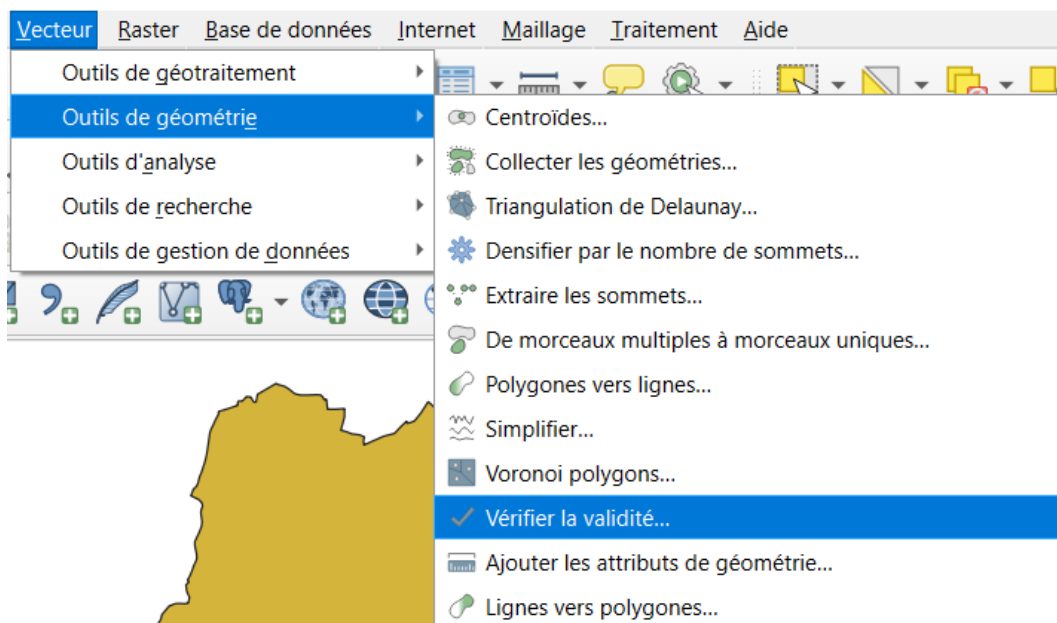 Vecteur Raster Base de données Internet Maillage Traitement Aide
Outils de géotraitement
Outils de géométrie
Outils d'analyse
Outils de recherche
Outils de gestion de données
Centroïdes...
Collecter les géométries...
Triangulation de Delaunay...
Densifier par le nombre de sommets...
Extraire les sommets...
De morceaux multiples à morceaux uniques...
Polygones vers lignes...
Simplifier...
Voronoi polygons...
Vérifier la validité...
Ajouter les attributs de géométrie...
Lignes vers polygones...